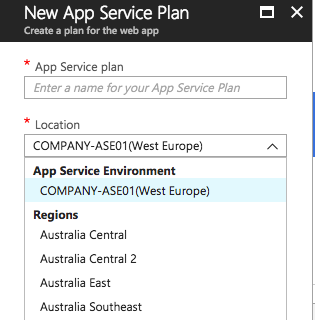 New App Service Plan
Create a plan for the web app
* App Service plan
Enter a name for your App Service Plan
* Location
COMPANY-ASE01(West Europe)
App Service Environment
COMPANY-ASE01(West Europe)
Regions
Australia Central
Australia Central 2
Australia East
Australia Southeast